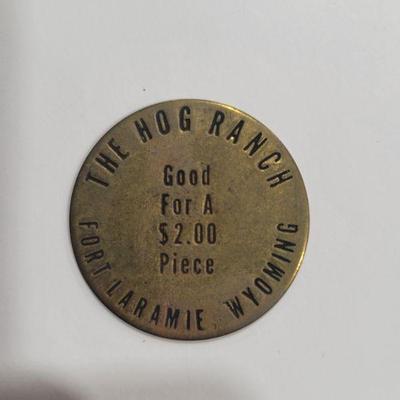 THE HOG RANCH
Good
For A
$2.00
Piece
FORT LARAMIE, WYOMING